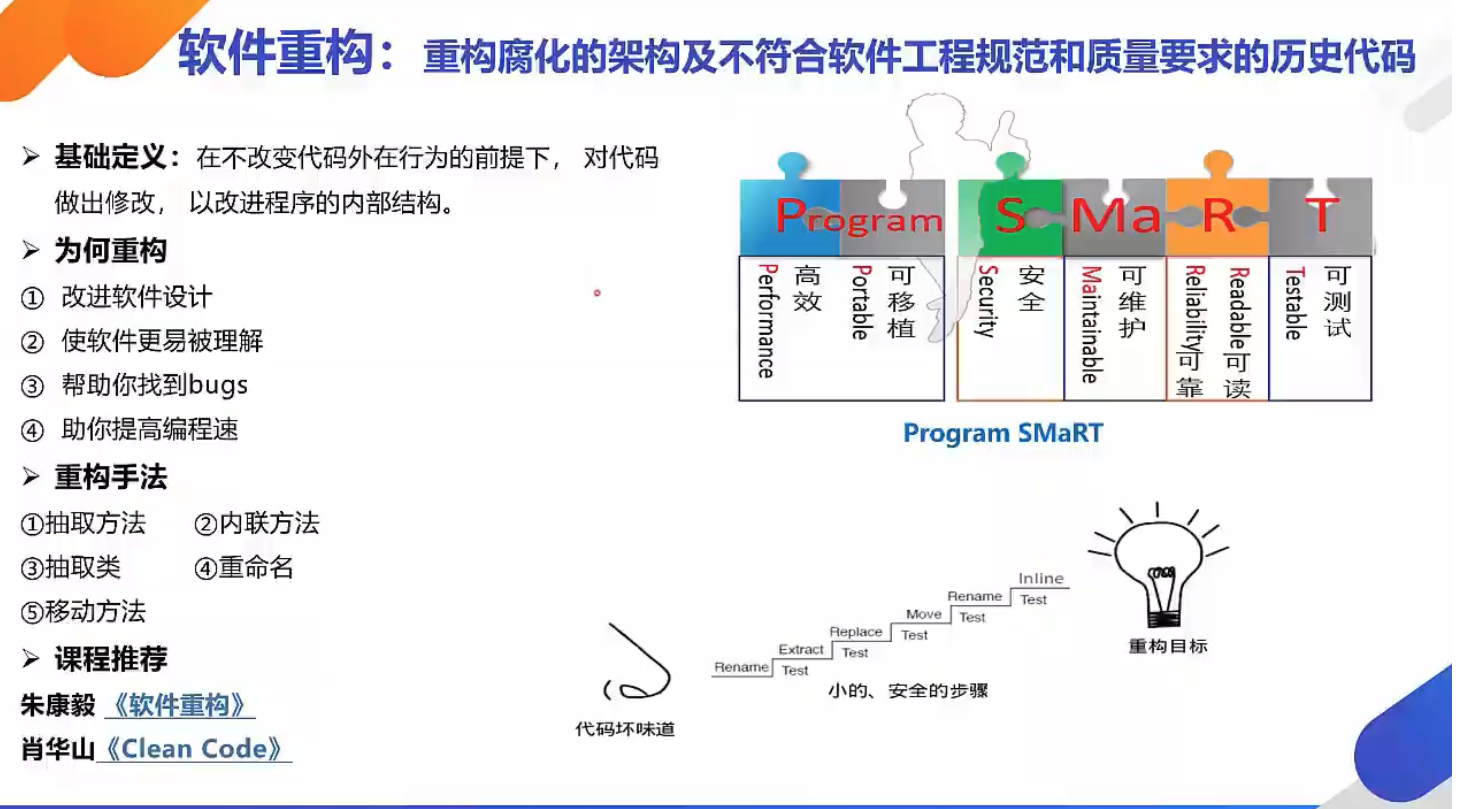 软件重构：重构腐化的架构及不符合软件工程规范和质量要求的历史代码
➢ 基础定义：在不改变代码外在行为的前提下， 对代码
做出修改， 以改进程序的内部结构。
➢ 为何重构
① 改进软件设计
② 使软件更易被理解
③ 帮助你找到bugs
④ 助你提高编程速
➢ 重构手法
①抽取方法 ②内联方法
③抽取类 ④重命名
⑤移动方法
➢ 课程推荐
朱康毅 《软件重构》
肖华山《Clean Code》
Program SMaRT
Performance
高效
Portable
可移植
Security
安全
Maintainable
可维护
Reliability可靠
Readable可读
Testable
可测试
Program SMaRT
代码坏味道
Rename
Test
Extract
Test
Replace
Test
Move
Test
Rename
Test
Inline
小的、安全的步骤
重构目标